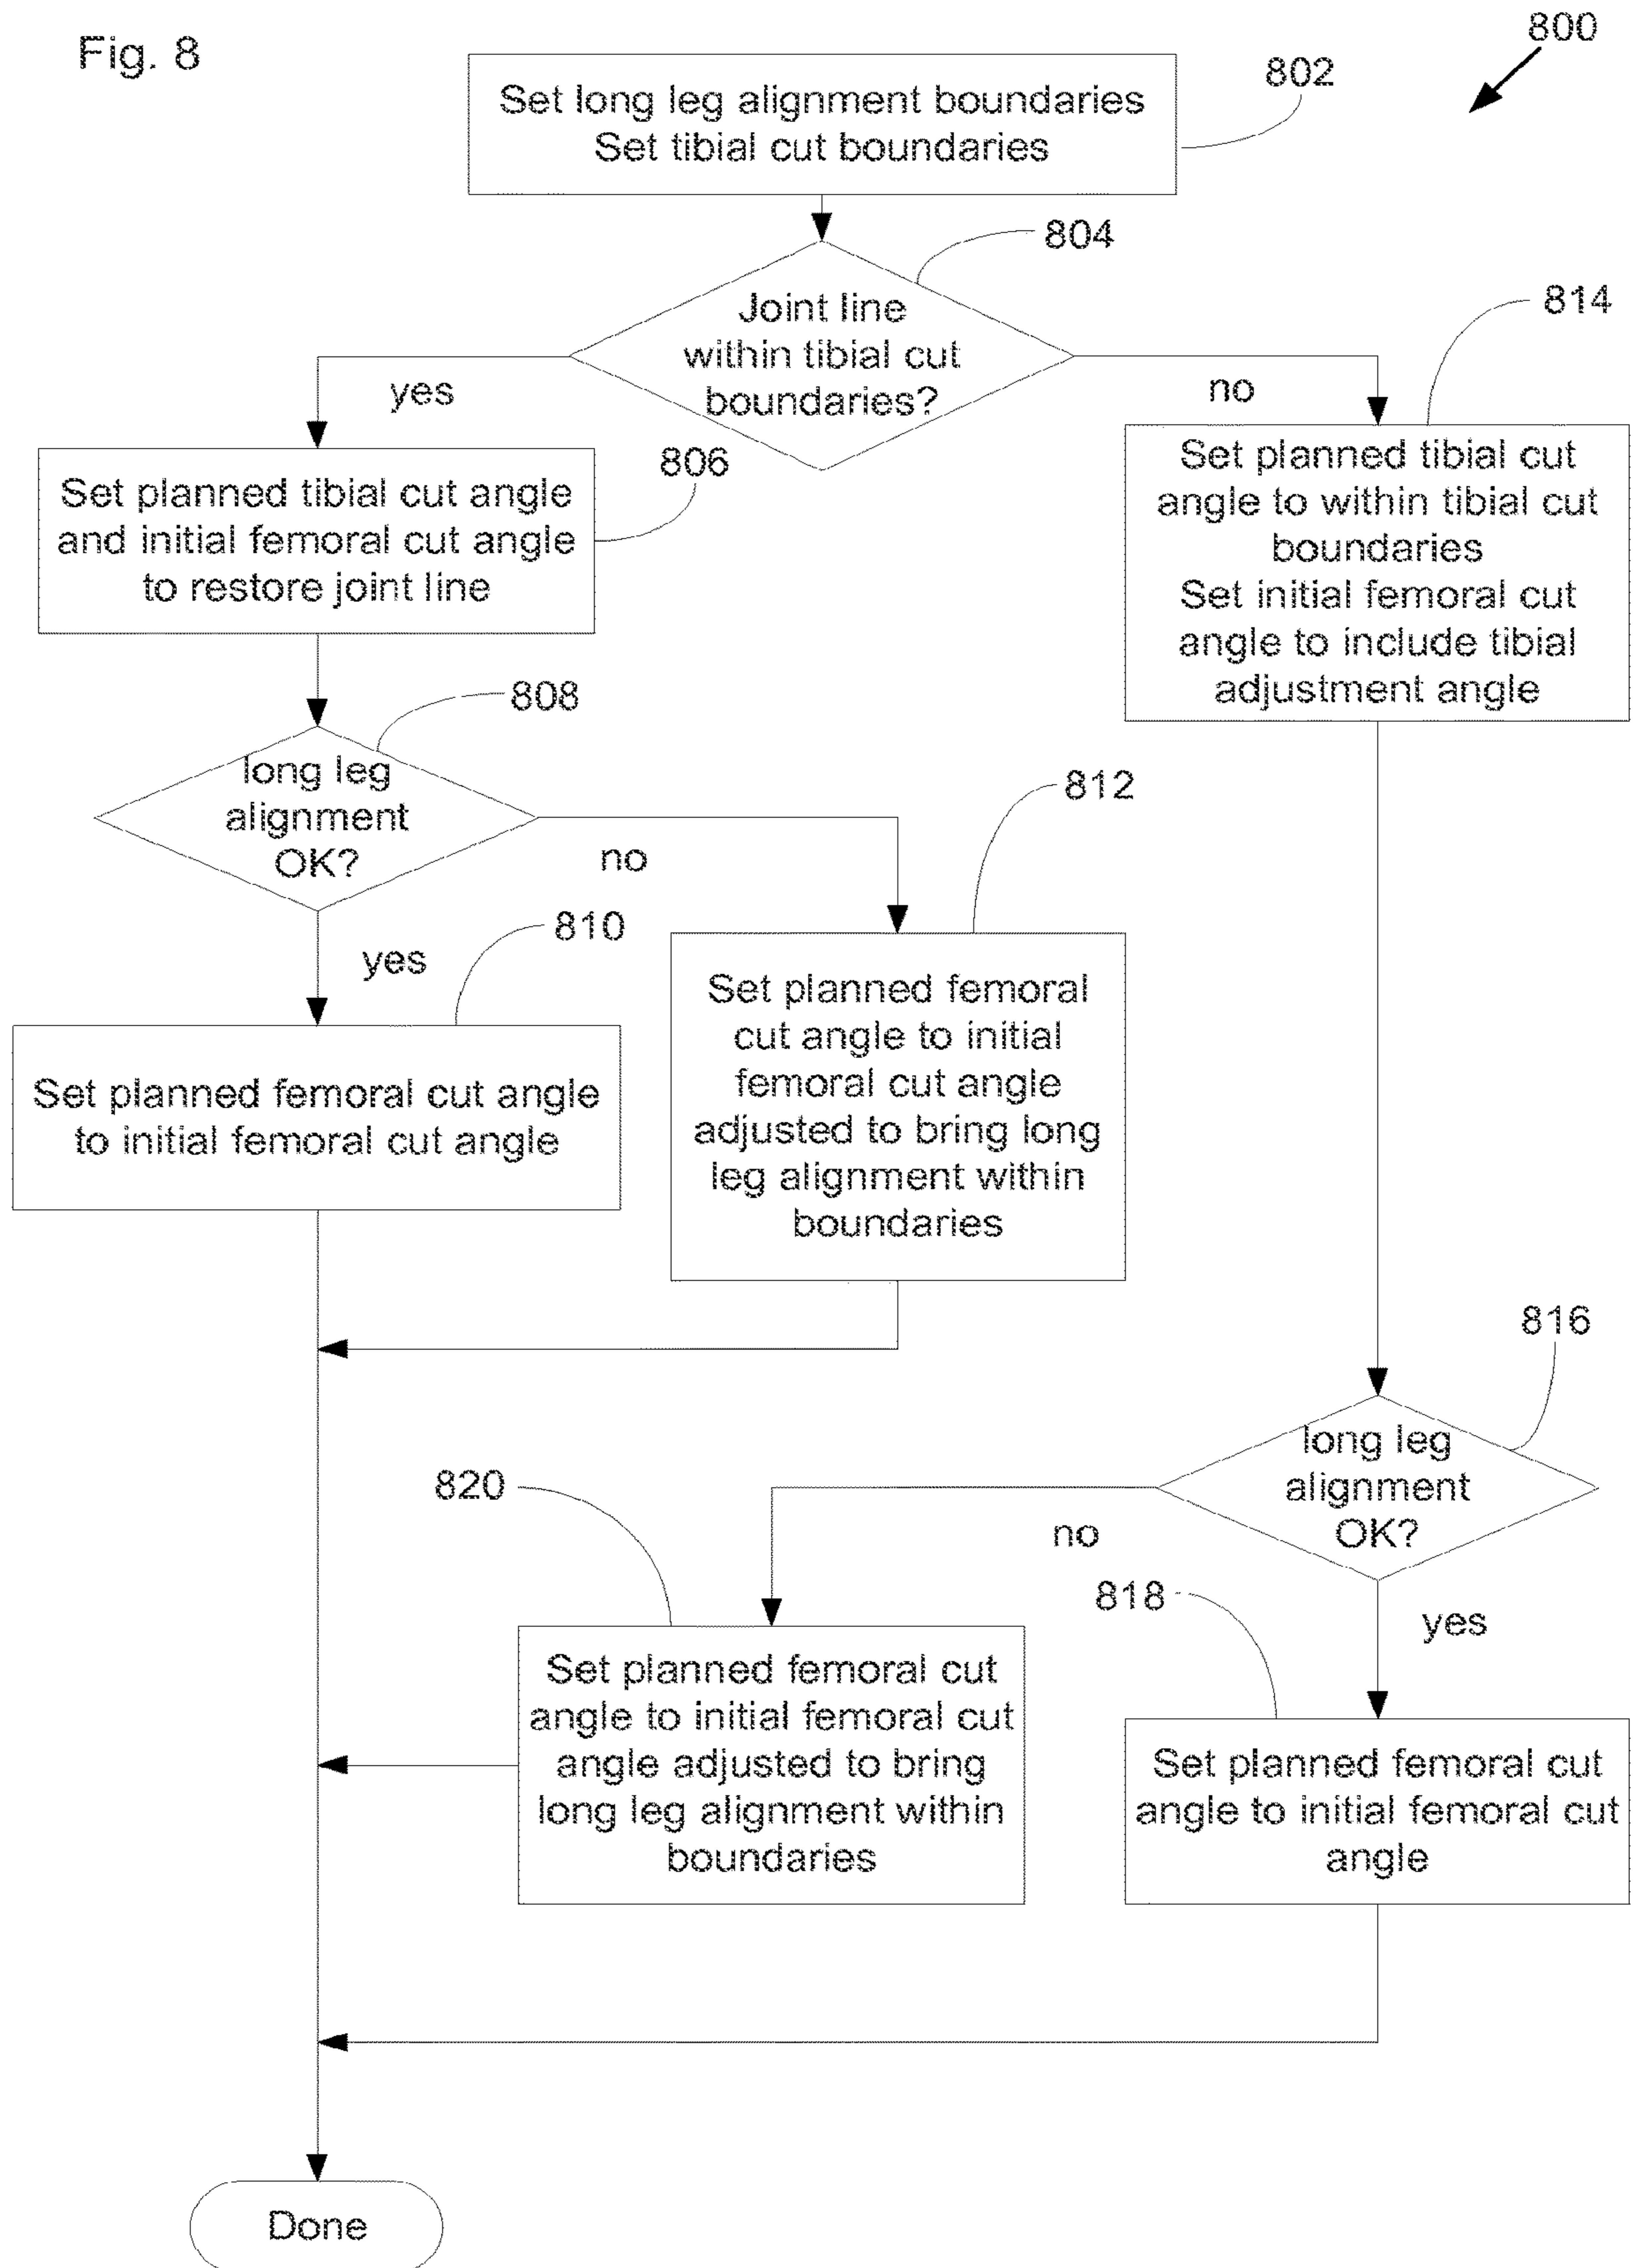 Fig. 8
800
Set long leg alignment boundaries
Set tibial cut boundaries
802
804
Joint line
within tibial cut
boundaries?
yes
no
814
806
Set planned tibial cut angle
and initial femoral cut angle
to restore joint line
Set planned tibial cut
angle to within tibial cut
boundaries
Set initial femoral cut
angle to include tibial
adjustment angle
808
long leg
alignment
OK?
no
812
yes
810
Set planned femoral
cut angle to initial
femoral cut angle
adjusted to bring long
leg alignment within
boundaries
Set planned femoral cut angle
to initial femoral cut angle
816
long leg
alignment
OK?
820
no
818
yes
Set planned femoral cut
angle to initial femoral cut
angle adjusted to bring
long leg alignment within
boundaries
Set planned femoral cut
angle to initial femoral cut
angle
Done